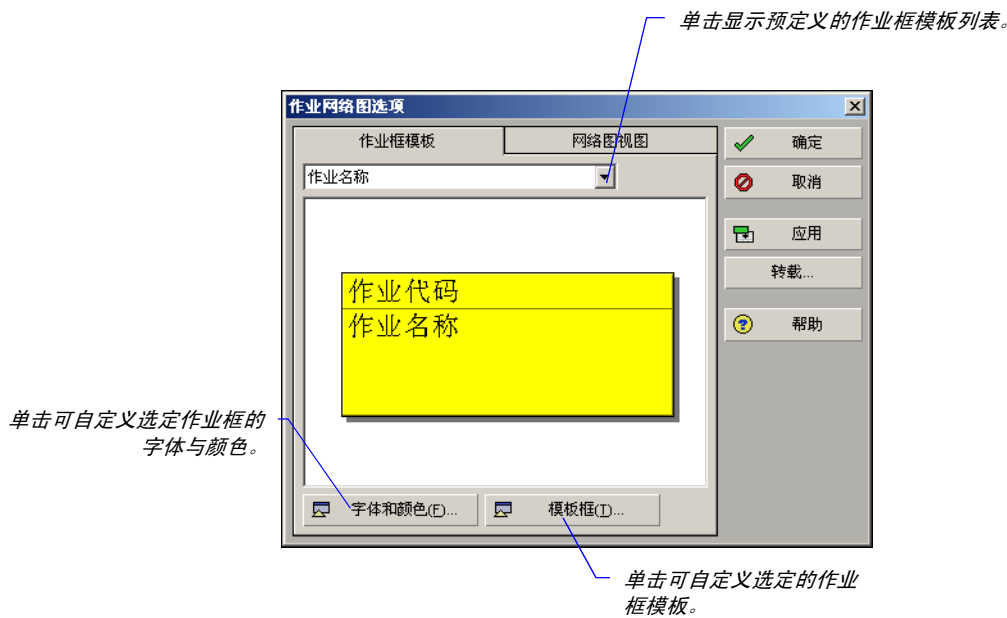 单击显示预定义的作业框模板列表。
作业网络图选项
作业框模板
网络图视图
作业名称
确定
取消
应用
转载...
帮助
作业代码
作业名称
单击可自定义选定作业框的
字体与颜色。
字体和颜色(F)...
模板框(T)...
单击可自定义选定的作业
框模板。